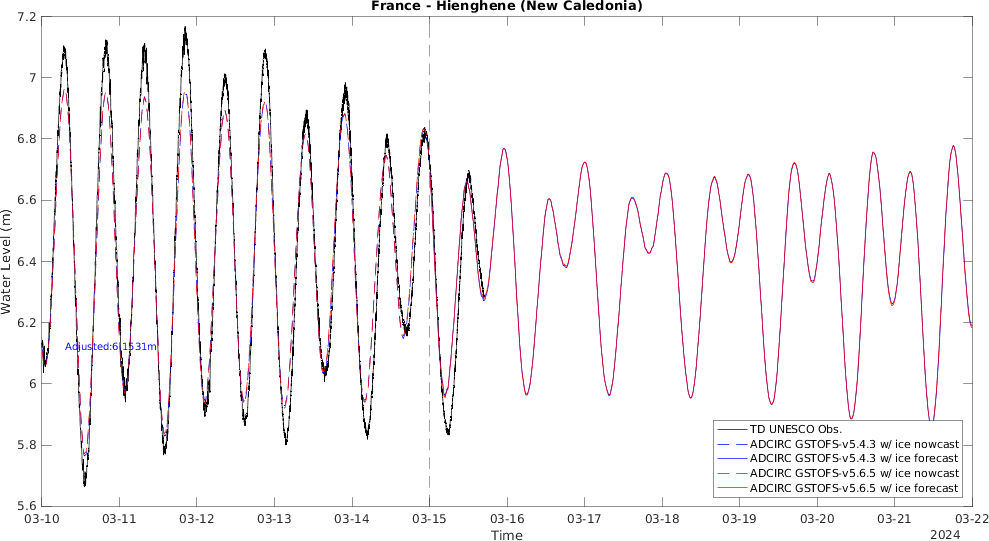 France - Hienghene (New Caledonia)
7.2
7
6.8
6.6
6.4
6.2
6
5.8
5.6
Water Level (m)
Adjusted:6.1531m
TD UNESCO Obs.
ADCIRC GSTOFS-v5.4.3 w/ ice nowcast
ADCIRC GSTOFS-v5.4.3 w/ ice forecast
ADCIRC GSTOFS-v5.6.5 w/ ice nowcast
ADCIRC GSTOFS-v5.6.5 w/ ice forecast
03-10 03-11 03-12 03-13 03-14 03-15 03-16 03-17 03-18 03-19 03-20 03-21 03-22
Time
2024